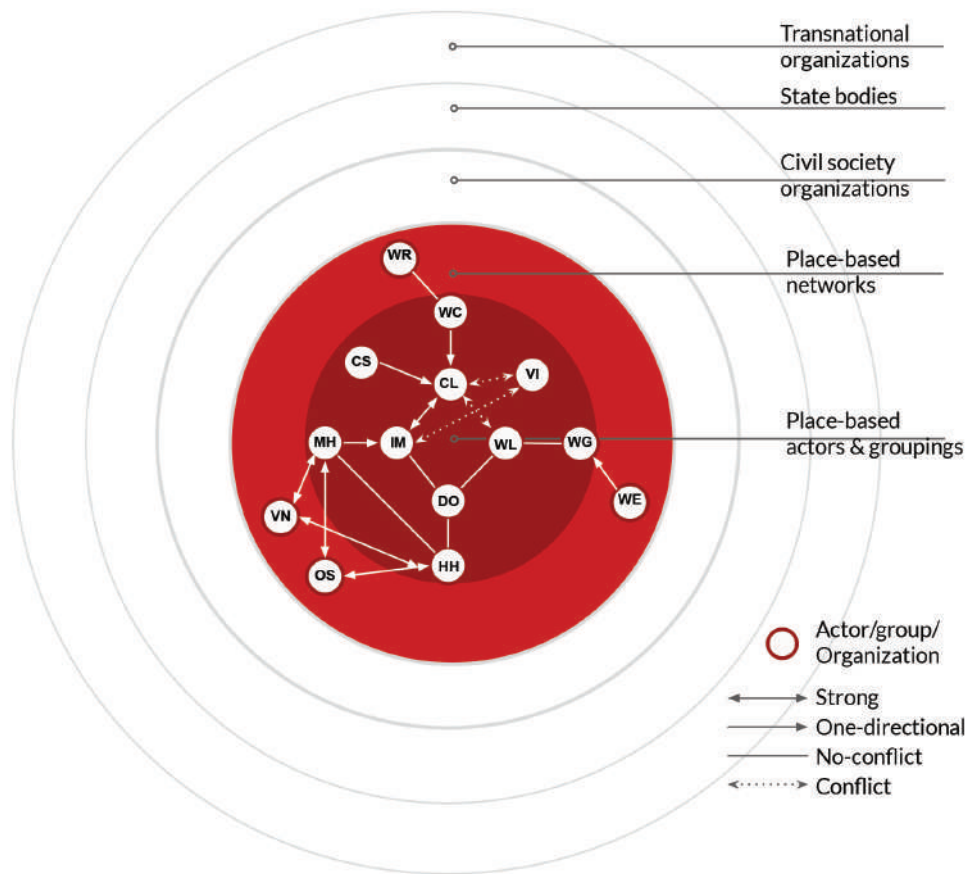 Transnational
organizations
State bodies
Civil society
organizations
WR
Place-based
networks
WC
CS
CL
VI
MH
IM
WL
WG
Place-based
actors & groupings
VN
DO
WE
OS
HH
Actor/group/
Organization
Strong
One-directional
No-conflict
Conflict